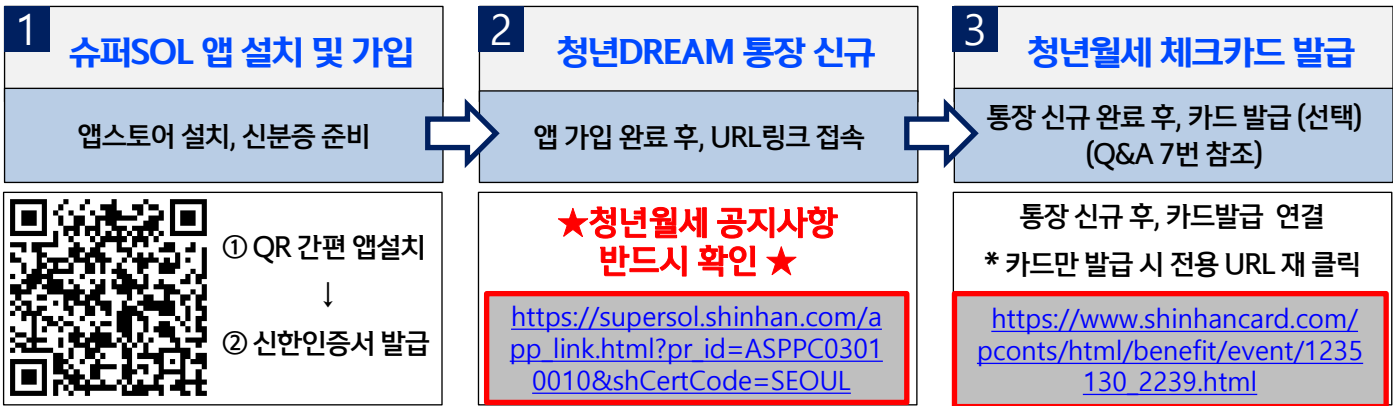 1
슈퍼SOL 앱 설치 및 가입
앱스토어 설치, 신분증 준비
① QR 간편 앱설치
↓
② 신한인증서 발급
2
청년DREAM 통장 신규
앱 가입 완료 후, URL링크 접속
★청년월세 공지사항
반드시 확인 ★
https://supersol.shinhan.com/a
pp_link.html?pr_id=ASPPC0301
0010&shCertCode=SEOUL
3
청년월세 체크카드 발급
통장 신규 완료 후, 카드 발급 (선택)
(Q&A 7번 참조)
통장 신규 후, 카드발급 연결
* 카드만 발급 시 전용 URL 재 클릭
https://www.shinhancard.com/
pconts/html/benefit/event/1235
130_2239.html